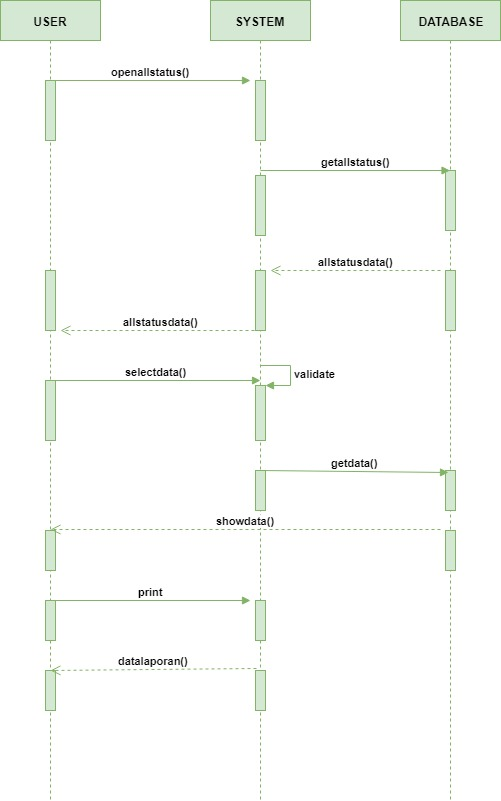 USER
SYSTEM
DATABASE
openallstatus()
getallstatus()
allstatusdata()
allstatusdata()
selectdata()
validate
getdata()
showdata()
print
datalaporan()